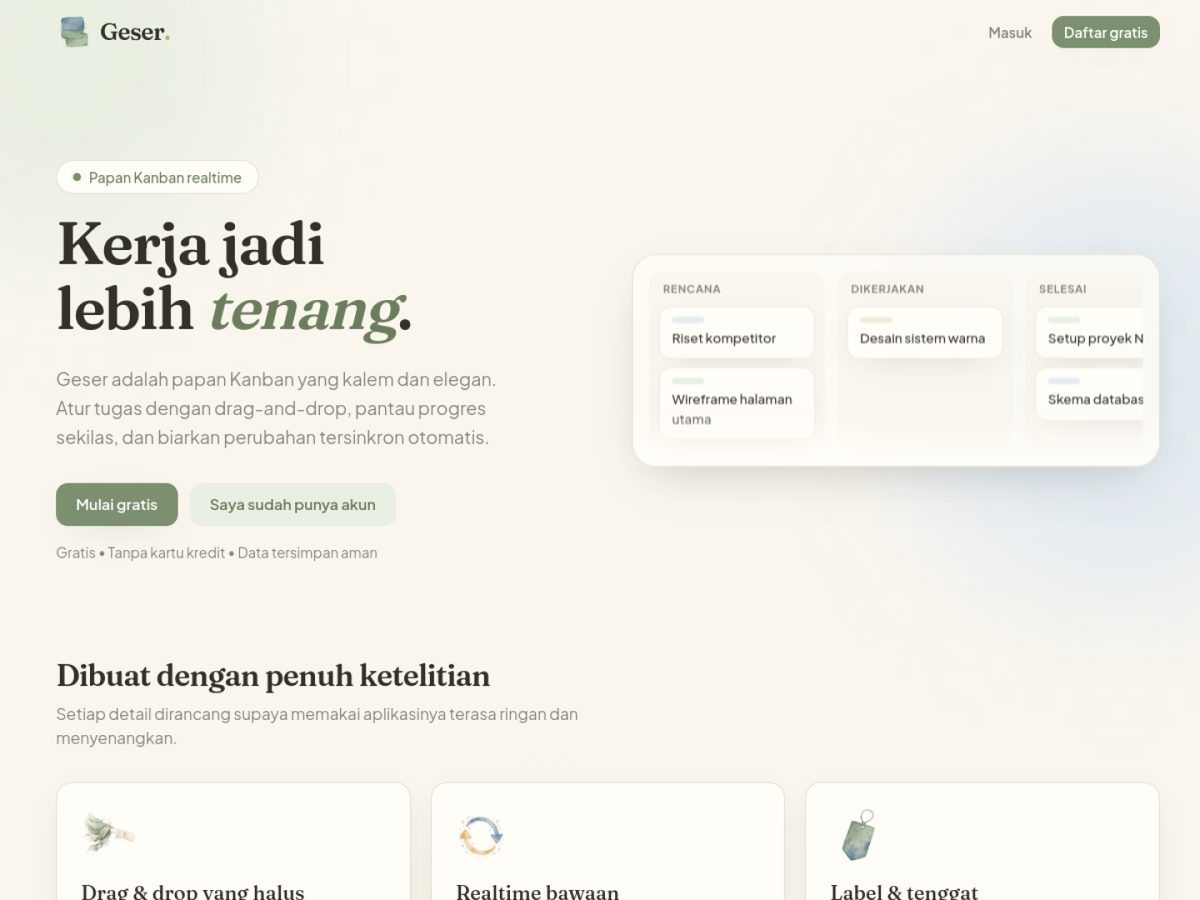 Geser.
Masuk
Daftar gratis
Papan Kanban realtime
Kerja jadi
lebih tenang.
Geser adalah papan Kanban yang kalem dan elegan.
Atur tugas dengan drag-and-drop, pantau progres
sekilas, dan biarkan perubahan tersinkron otomatis.
Mulai gratis
Saya sudah punya akun
Gratis • Tanpa kartu kredit • Data tersimpan aman
RENCANA
Riset kompetitor
Wireframe halaman
utama
DIKERJAKAN
Desain sistem warna
SELESAI
Setup proyek N
Skema databas
Dibuat dengan penuh ketelitian
Setiap detail dirancang supaya memakai aplikasinya terasa ringan dan
menyenangkan.
Drag & drop yang halus
Realtime bawaan
Label & tenggat